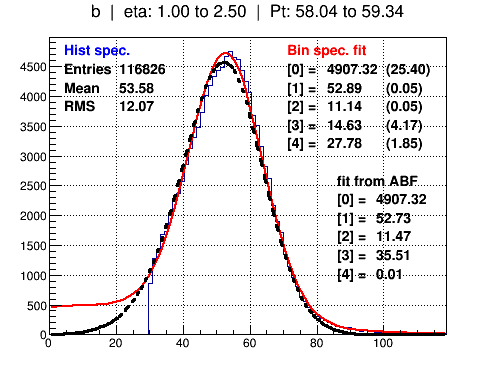 b | eta: 1.00 to 2.50 | Pt: 58.04 to 59.34
Hist spec.
Entries 116826
Mean 53.58
RMS 12.07
Bin spec. fit
[0] = 4907.32 (25.40)
[1] = 52.89 (0.05)
[2] = 11.14 (0.05)
[3] = 14.63 (4.17)
[4] = 27.78 (1.85)
fit from ABF
[0] = 4907.32
[1] = 52.73
[2] = 11.47
[3] = 35.51
[4] = 0.01
4500
4000
3500
3000
2500
2000
1500
1000
500
0
0 20 40 60 80 100